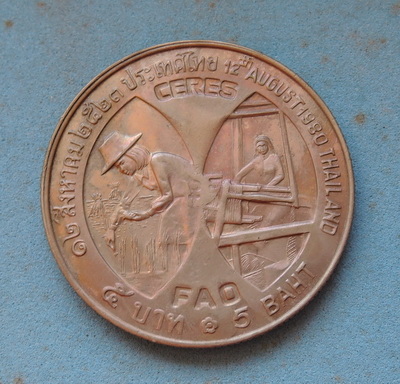 ๑๒ สิงหาคม ๒๕๒๓ ประเทศไทย 12TH AUGUST 1980 THAILAND
CERES
FAO
๕ บาท 5 BAHT